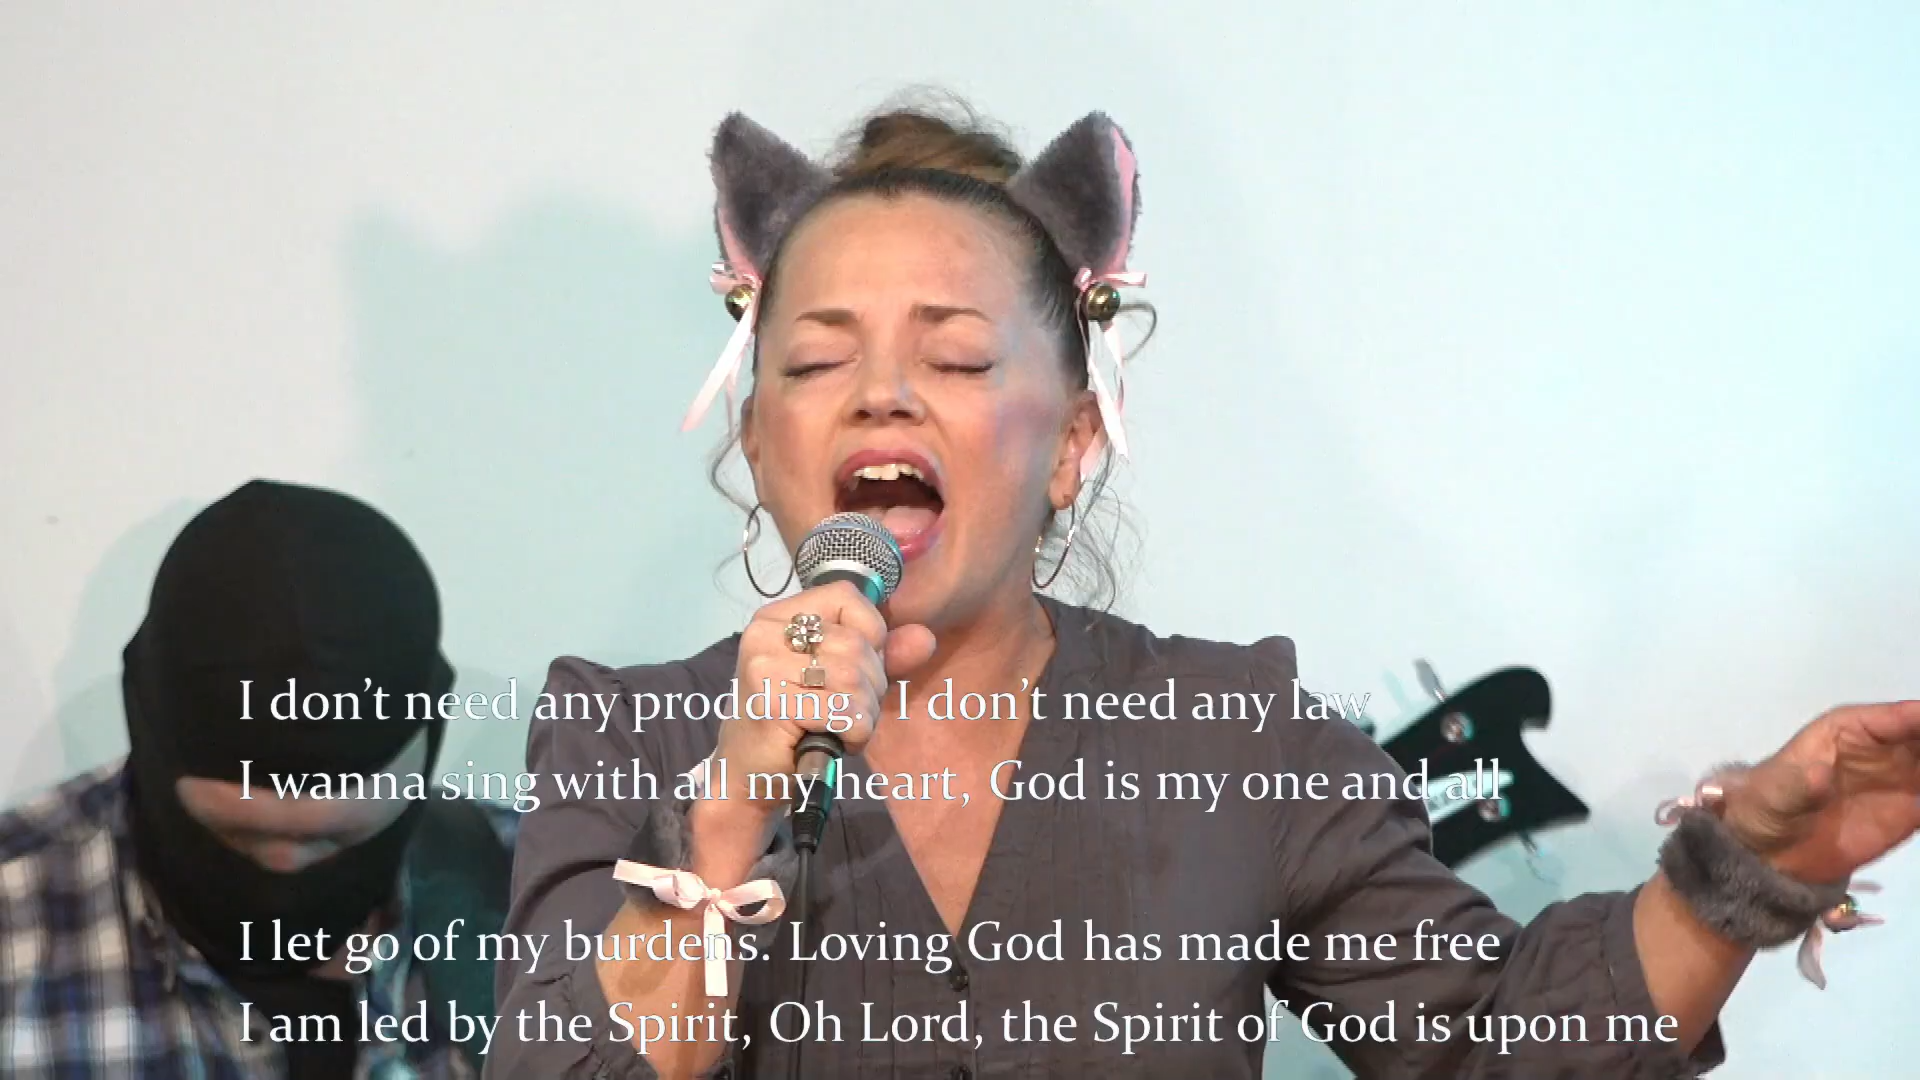 I don't need any prodding.  I don't need any law
I wanna sing with all my heart, God is my one and all
I let go of my burdens. Loving God has made me free
I am led by the Spirit, Oh Lord, the Spirit of God is upon me